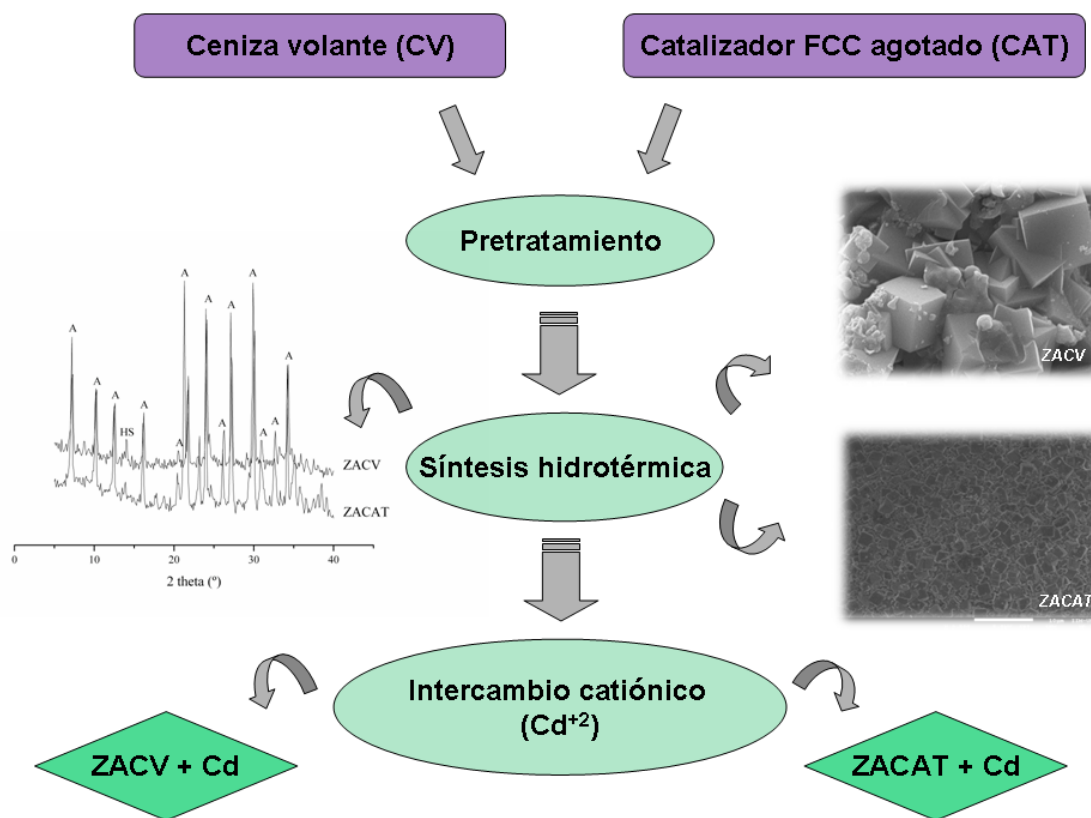 Ceniza volante (CV)
Catalizador FCC agotado (CAT)
Pretratamiento
ZACV
A
A
A
A
A
A
A
A
HS
A
A
A
A
A
ZACV
ZACAT
0
10
20
30
40
2 theta (º)
Síntesis hidrotérmica
ZACAT
Intercambio catiónico
(Cd⁺²)
ZACV + Cd
ZACAT + Cd